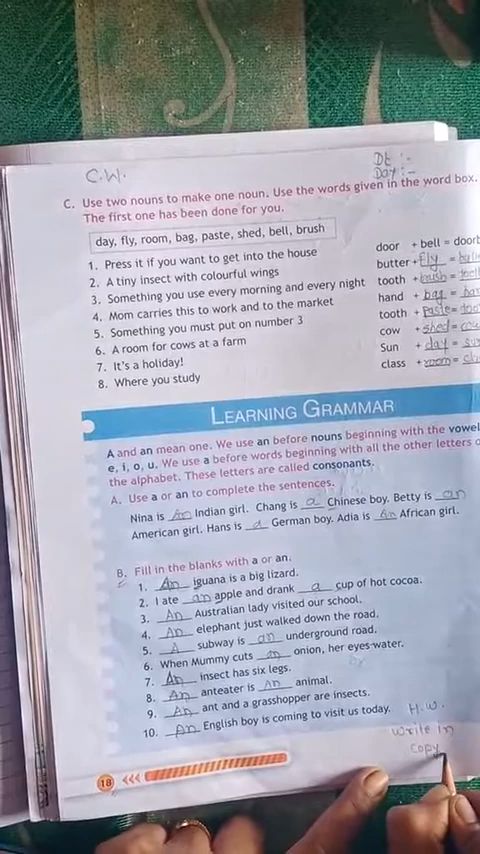 C.W.
Dt :-
Day :-
C. Use two nouns to make one noun. Use the words given in the word box.
The first one has been done for you.
day, fly, room, bag, paste, shed, bell, brush
1. Press it if you want to get into the house door + bell = doorb
2. A tiny insect with colourful wings butter + fly =
3. Something you use every morning and every night tooth + brush =
4. Mom carries this to work and to the market hand + bag =
5. Something you must put on number 3 tooth + paste =
6. A room for cows at a farm cow + shed =
7. It's a holiday! Sun + day =
8. Where you study class + room =
LEARNING GRAMMAR
A and an mean one. We use an before nouns beginning with the vowel
e, i, o, u. We use a before words beginning with all the other letters o
the alphabet. These letters are called consonants.
A. Use a or an to complete the sentences.
Nina is An Indian girl. Chang is a Chinese boy. Betty is an
American girl. Hans is a German boy. Adia is An African girl.
B. Fill in the blanks with a or an.
1. An iguana is a big lizard.
2. I ate an apple and drank a cup of hot cocoa.
3. An Australian lady visited our school.
4. An elephant just walked down the road.
5. A subway is an underground road.
6. When Mummy cuts an onion, her eyes water.
7. An insect has six legs.
8. An anteater is An animal.
9. An ant and a grasshopper are insects.
10. An English boy is coming to visit us today.
H.W.
write in
copy
18